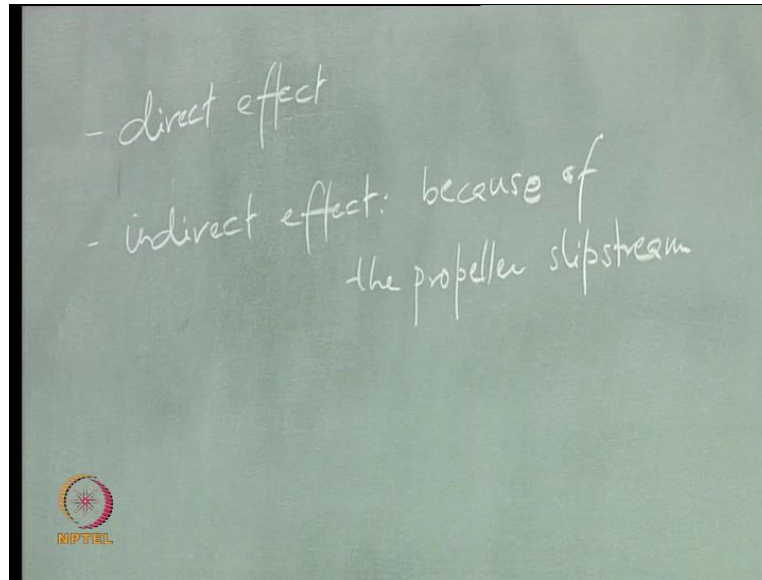 - direct effect
- indirect effect: because of
the propeller slipstream
NPTEL